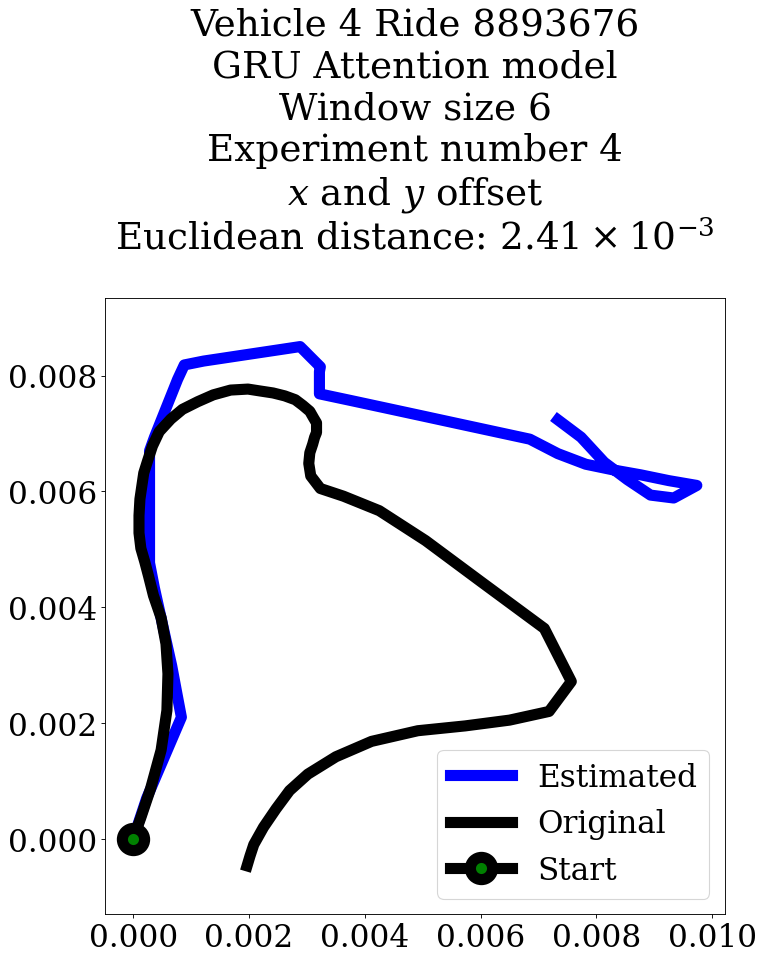 Vehicle 4 Ride 8893676
GRU Attention model
Window size 6
Experiment number 4
x and y offset
Euclidean distance: 2.41 × 10⁻³
0.008
0.006
0.004
0.002
0.000
Estimated
Original
Start
0.000 0.002 0.004 0.006 0.008 0.010